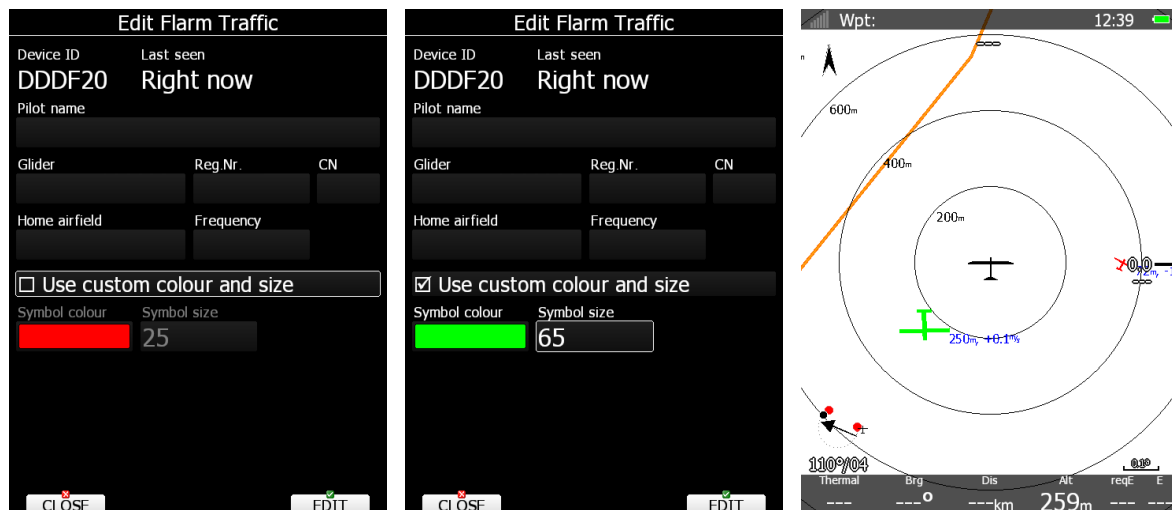 Edit Flarm Traffic
Device ID Last seen
DDDF20 Right now
Pilot name
Glider Reg.Nr. CN
Home airfield Frequency
Use custom colour and size
Symbol colour Symbol size
25
CLOSE EDIT
Edit Flarm Traffic
Device ID Last seen
DDDF20 Right now
Pilot name
Glider Reg.Nr. CN
Home airfield Frequency
Use custom colour and size
Symbol colour Symbol size
65
CLOSE EDIT
Wpt: 12:39
600m
400m
200m
0.0
250m, +0.1m/s
110°/04
Thermal Brg Dis Alt reqE E
--- ---° ---km 259m --- ---